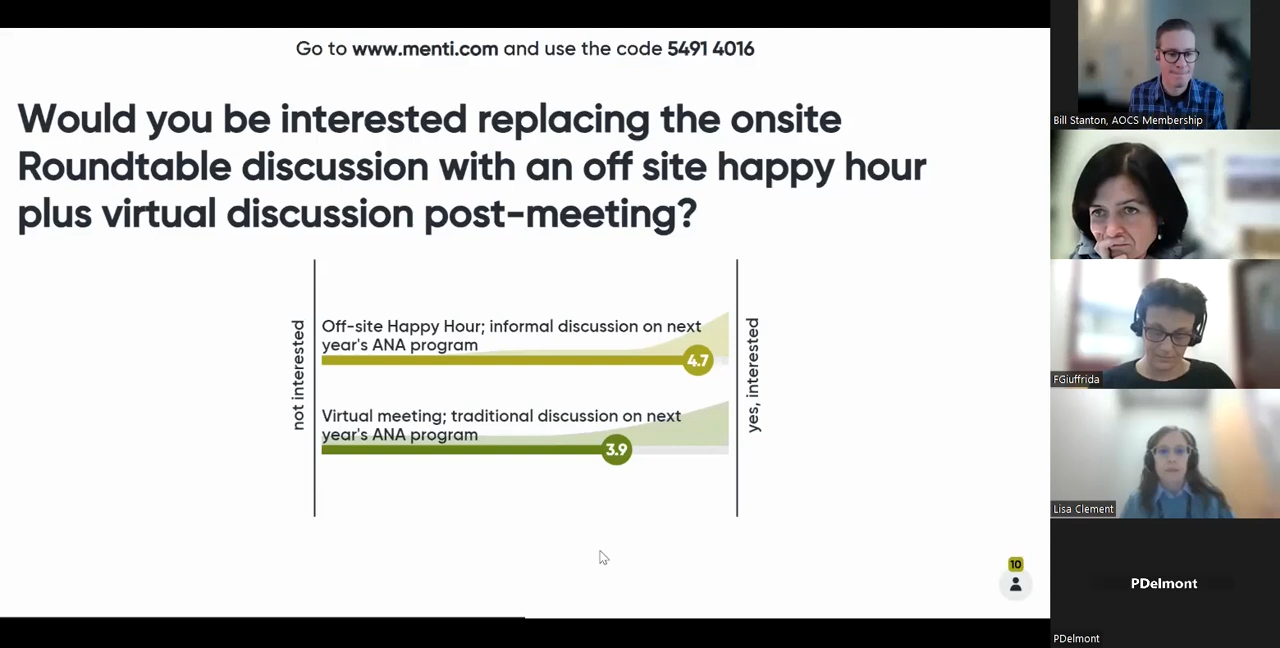 Go to www.menti.com and use the code 5491 4016
Would you be interested replacing the onsite
Roundtable discussion with an off site happy hour
plus virtual discussion post-meeting?
not interested
Off-site Happy Hour; informal discussion on next
year's ANA program
4.7
Virtual meeting; traditional discussion on next
year's ANA program
3.9
yes, interested
10
Bill Stanton, AOCS Membership
FGiuffrida
Lisa Clement
PDelmont
PDelmont